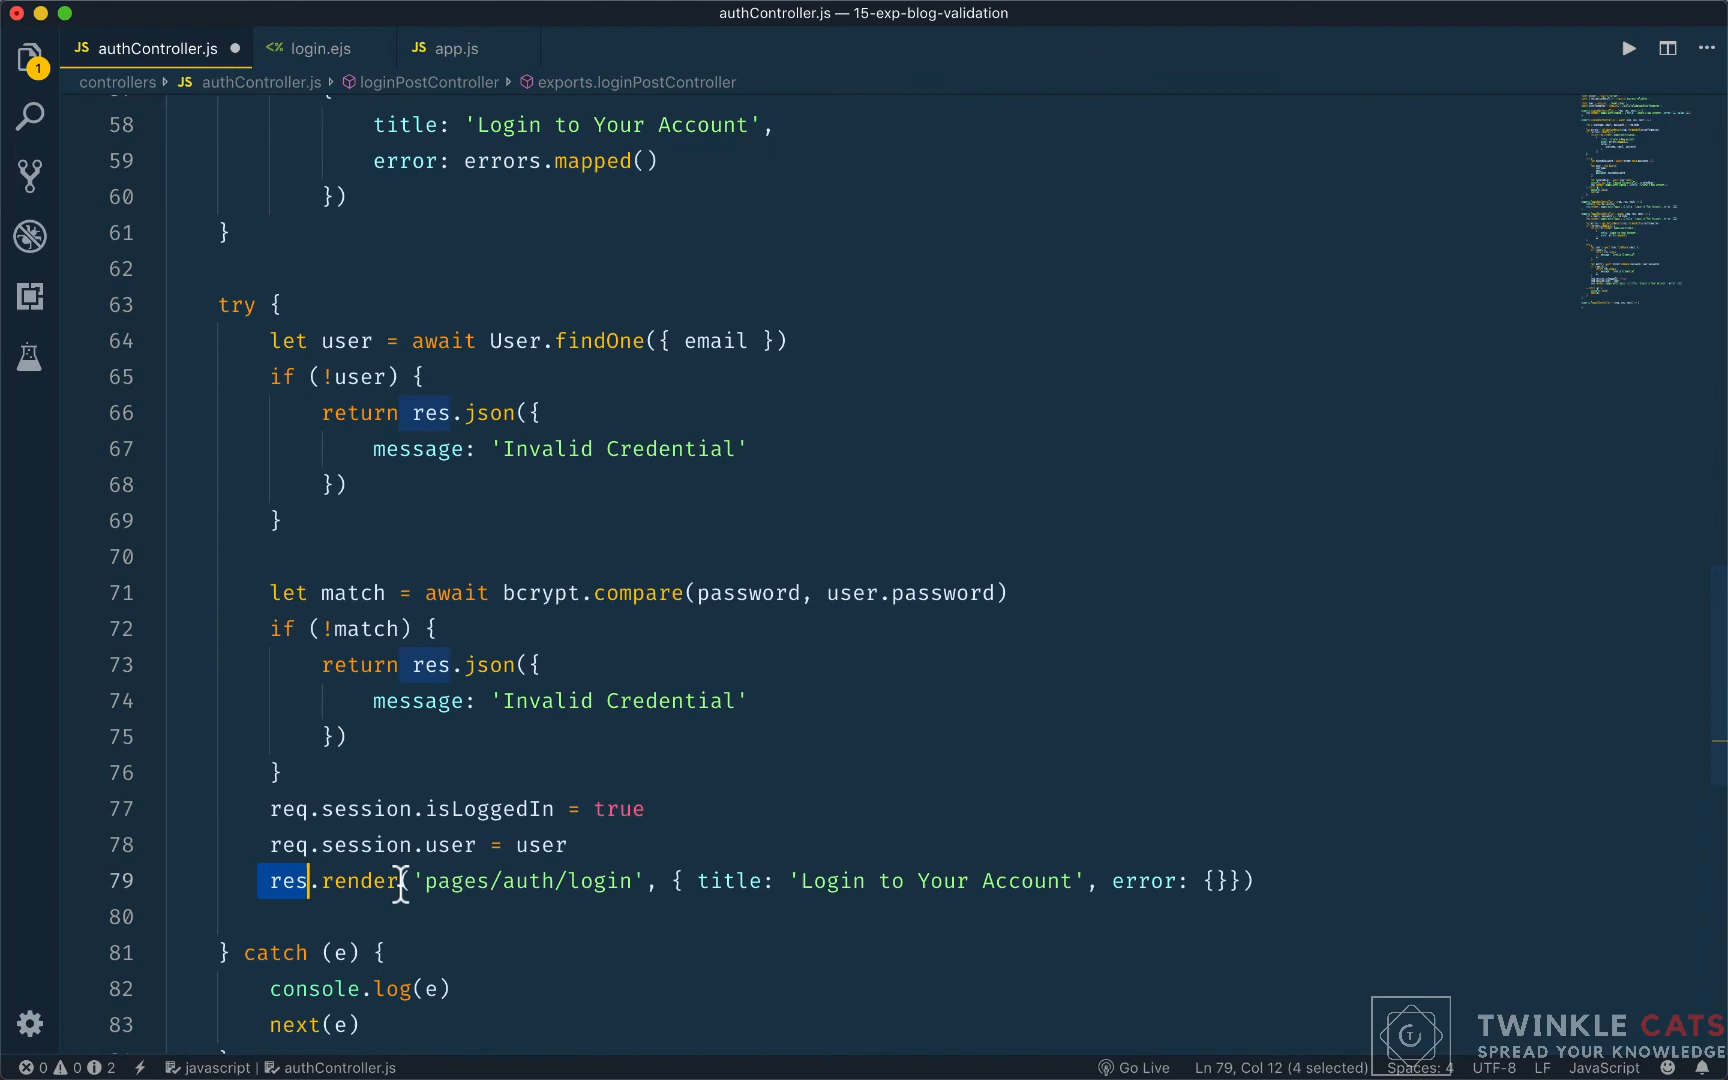 authController.js — 15-exp-blog-validation
JS authController.js
<% login.ejs
JS app.js
1
controllers JS authController.js loginPostController exports.loginPostController
58 title: 'Login to Your Account',
59 error: errors.mapped()
60 })
61 }
62
63 try {
64 let user = await User.findOne({ email })
65 if (!user) {
66 return res.json({
67 message: 'Invalid Credential'
68 })
69 }
70
71 let match = await bcrypt.compare(password, user.password)
72 if (!match) {
73 return res.json({
74 message: 'Invalid Credential'
75 })
76 }
77 req.session.isLoggedIn = true
78 req.session.user = user
79 res.render('pages/auth/login', { title: 'Login to Your Account', error: {}})
80
81 } catch (e) {
82 console.log(e)
83 next(e)
TWINKLE CATS
SPREAD YOUR KNOWLEDGE
0 0 2 javascript | authController.js Go Live Ln 79, Col 12 (4 selected) Spaces: 4 UTF-8 LF JavaScript